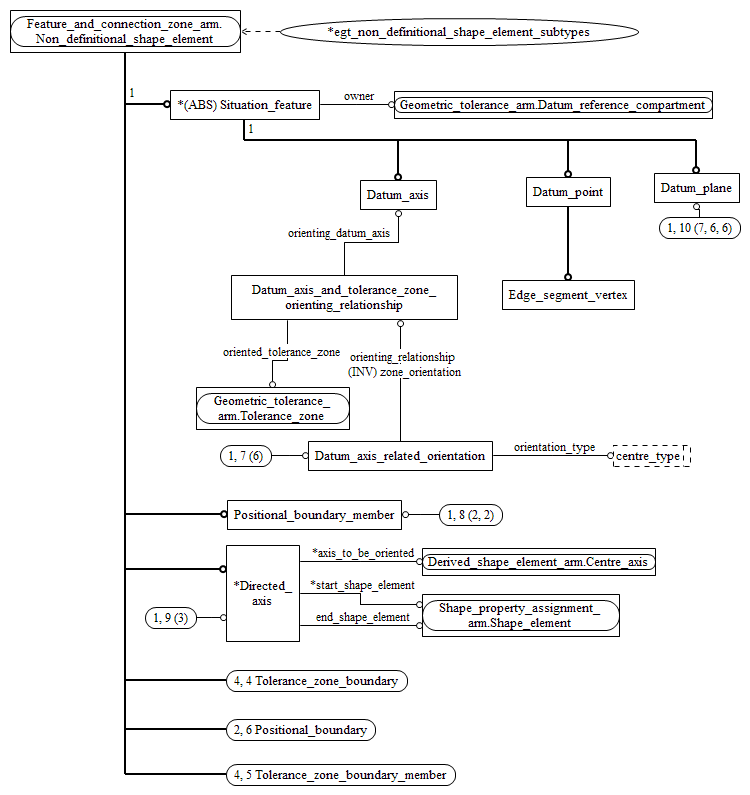 Feature_and_connection_zone_arm.
Non_definitional_shape_element
*egt_non_definitional_shape_element_subtypes
1
*(ABS) Situation_feature
owner
Geometric_tolerance_arm.Datum_reference_compartment
1
Datum_axis
Datum_point
Datum_plane
1, 10 (7, 6, 6)
orienting_datum_axis
Datum_axis_and_tolerance_zone_
orienting_relationship
Edge_segment_vertex
oriented_tolerance_zone
orienting_relationship
(INV) zone_orientation
Geometric_tolerance_
arm.Tolerance_zone
1, 7 (6)
Datum_axis_related_orientation
orientation_type
centre_type
Positional_boundary_member
1, 8 (2, 2)
*Directed_
axis
*axis_to_be_oriented
Derived_shape_element_arm.Centre_axis
*start_shape_element
Shape_property_assignment_
arm.Shape_element
end_shape_element
1, 9 (3)
4, 4 Tolerance_zone_boundary
2, 6 Positional_boundary
4, 5 Tolerance_zone_boundary_member